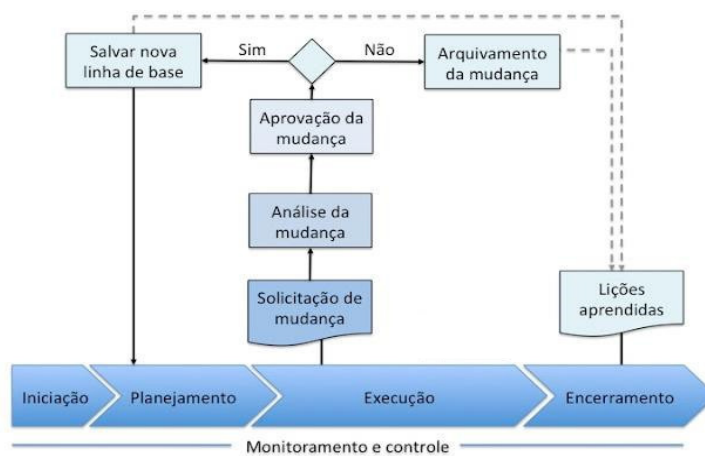 Salvar nova
linha de base
Sim
Não
Arquivamento
da mudança
Aprovação da
mudança
Análise da
mudança
Solicitação de
mudança
Lições
aprendidas
Iniciação
Planejamento
Execução
Encerramento
Monitoramento e controle